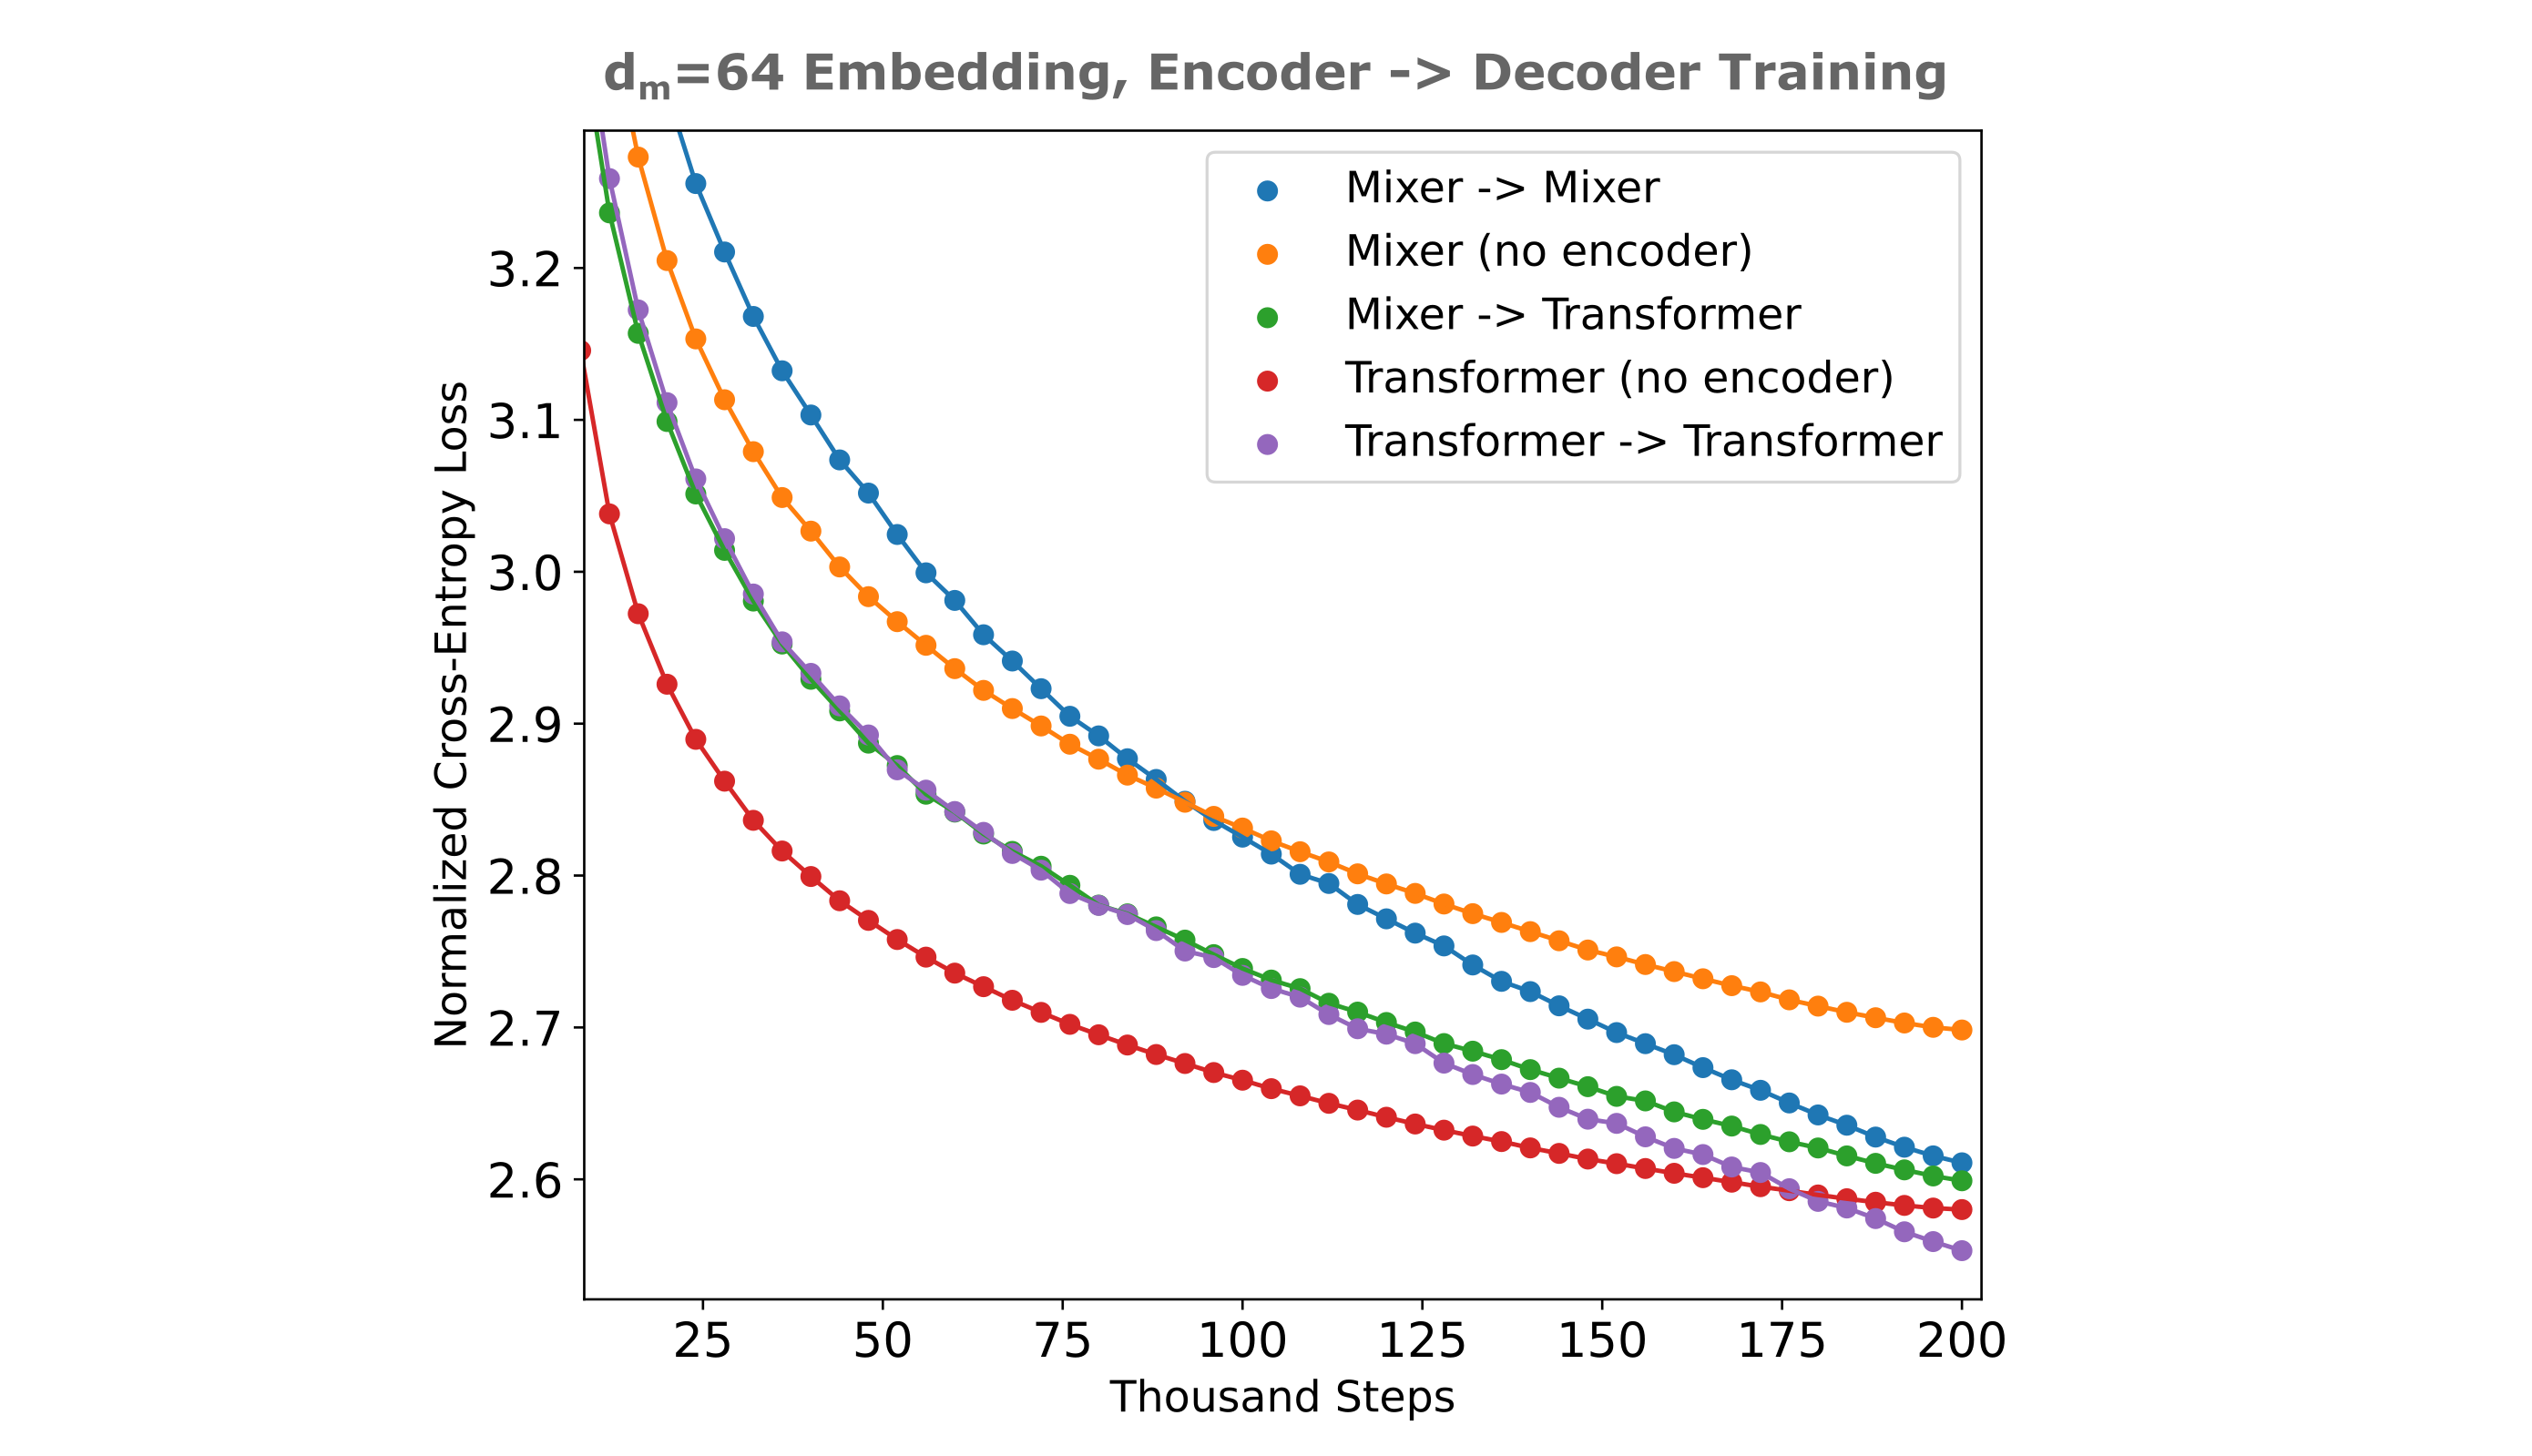 dm=64 Embedding, Encoder -> Decoder Training
Mixer -> Mixer
Mixer (no encoder)
Mixer -> Transformer
Transformer (no encoder)
Transformer -> Transformer
Normalized Cross-Entropy Loss
3.2
3.1
3.0
2.9
2.8
2.7
2.6
25 50 75 100 125 150 175 200
Thousand Steps